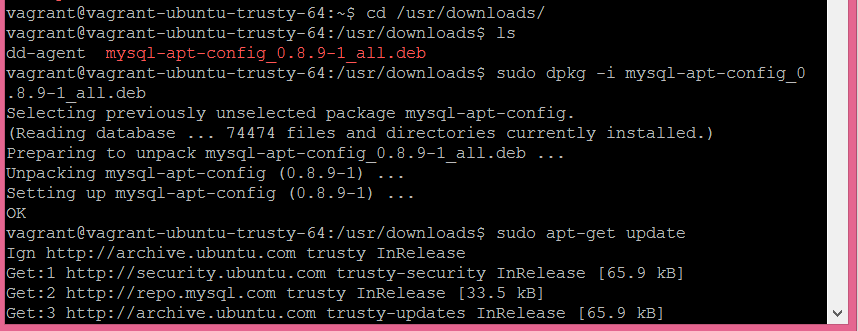 vagrant@vagrant-ubuntu-trusty-64:~$ cd /usr/downloads/
vagrant@vagrant-ubuntu-trusty-64:/usr/downloads$ ls
dd-agent  mysql-apt-config_0.8.9-1_all.deb
vagrant@vagrant-ubuntu-trusty-64:/usr/downloads$ sudo dpkg -i mysql-apt-config_0
.8.9-1_all.deb
Selecting previously unselected package mysql-apt-config.
(Reading database ... 74474 files and directories currently installed.)
Preparing to unpack mysql-apt-config_0.8.9-1_all.deb ...
Unpacking mysql-apt-config (0.8.9-1) ...
Setting up mysql-apt-config (0.8.9-1) ...
OK
vagrant@vagrant-ubuntu-trusty-64:/usr/downloads$ sudo apt-get update
Ign http://archive.ubuntu.com trusty InRelease
Get:1 http://security.ubuntu.com trusty-security InRelease [65.9 kB]
Get:2 http://repo.mysql.com trusty InRelease [33.5 kB]
Get:3 http://archive.ubuntu.com trusty-updates InRelease [65.9 kB]